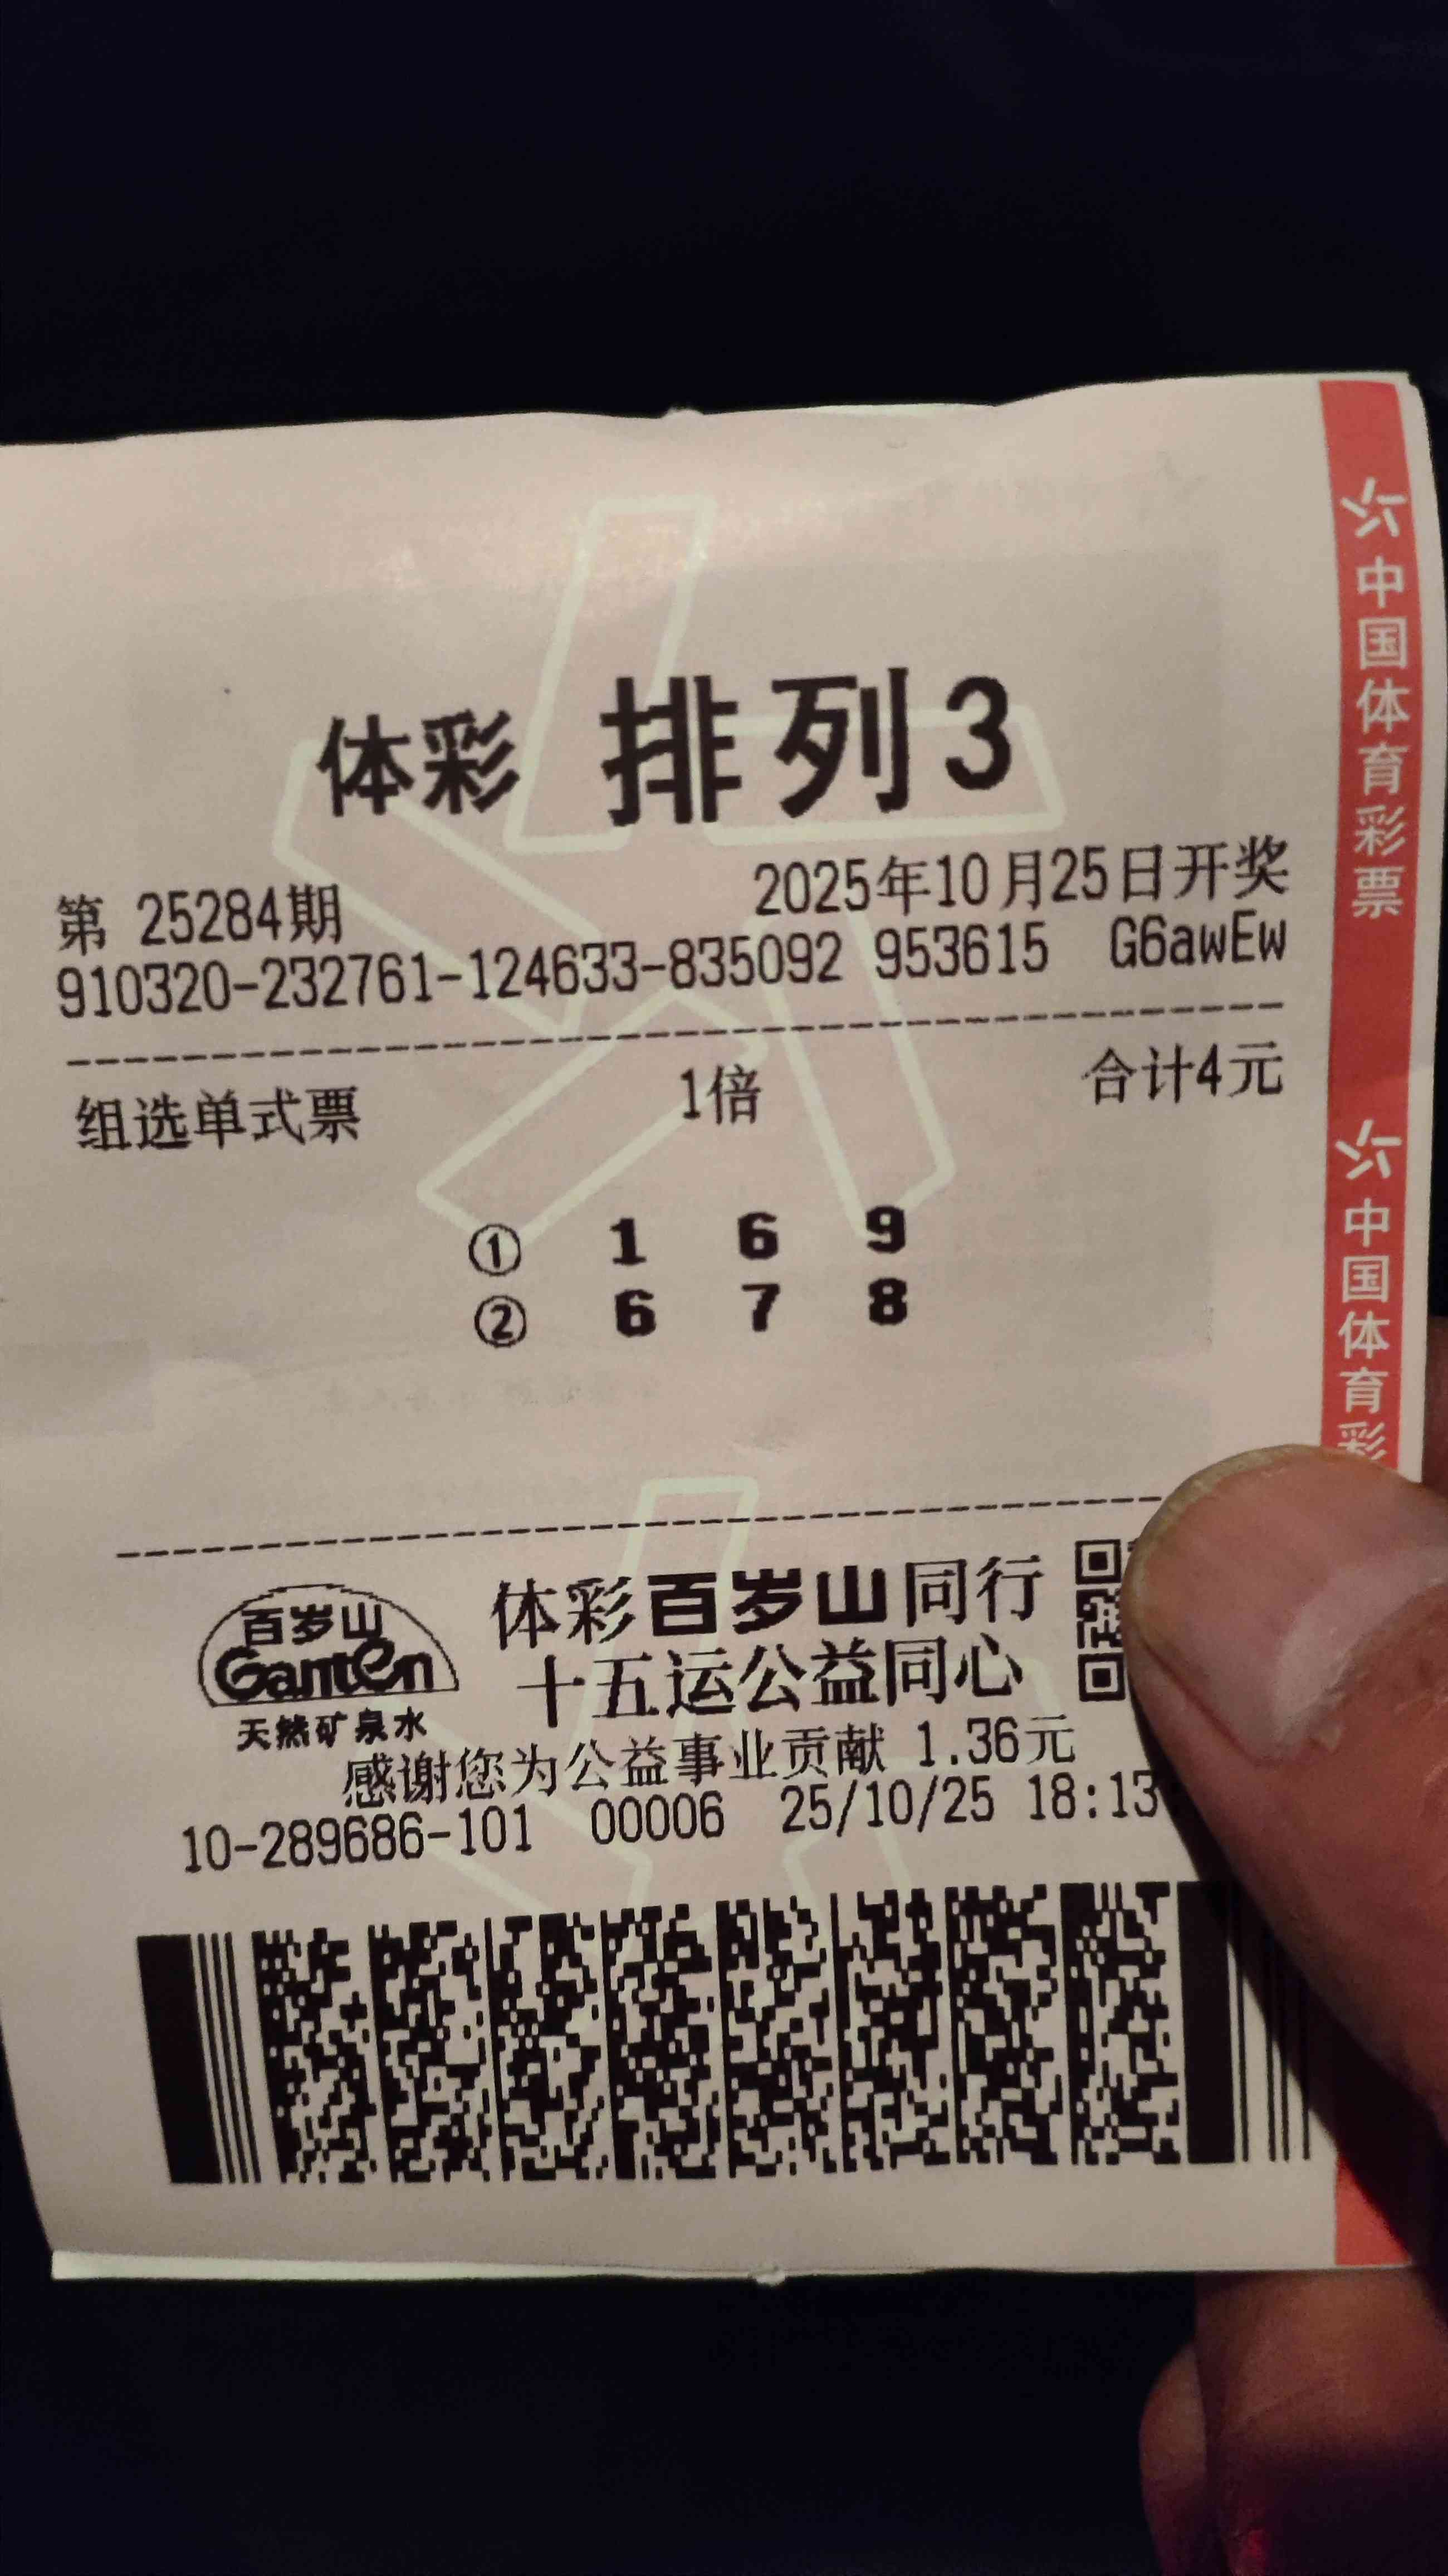 体彩 排列3
第 25284期 2025年10月25日开奖
910320-232761-124633-835092 953615 G6awEw
组选单式票 1倍 合计4元
① 1 6 9
② 6 7 8
百岁山
Ganten
天然矿泉水
体彩百岁山同行
十五运公益同心
感谢您为公益事业贡献 1.36元
10-289686-101 00006 25/10/25 18:13
中国体育彩票
中国体育彩